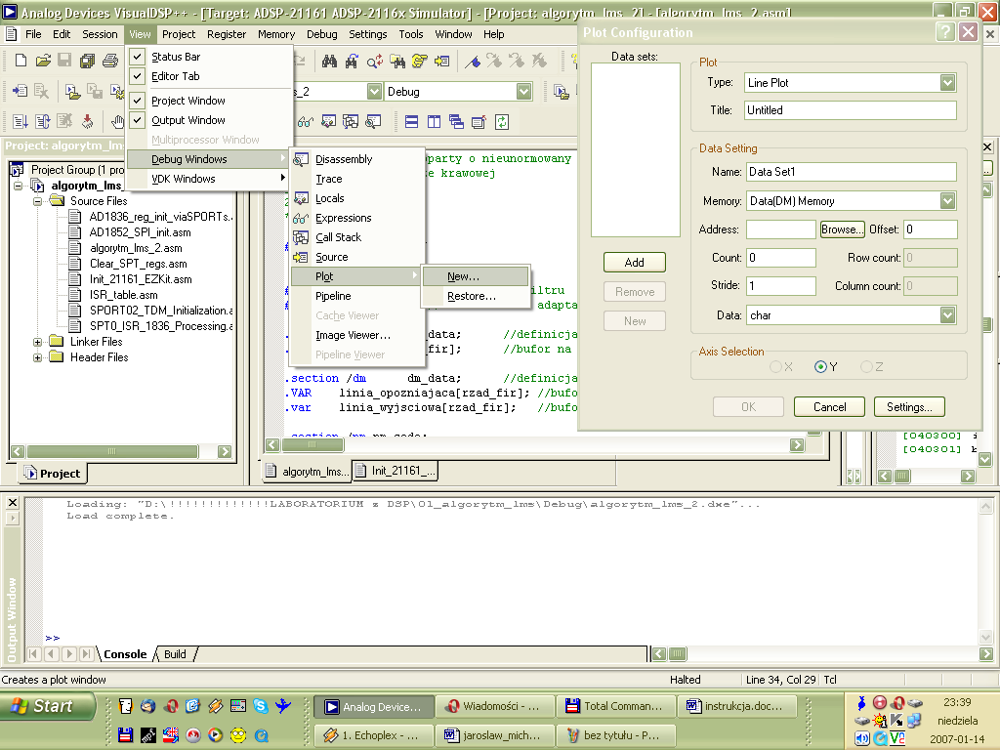 Analog Devices VisualDSP++ - [Target: ADSP-21161 ADSP-2116x Simulator] - [Project: algorytm_lms_2] - [algorytm_lms_2.asm]
File Edit Session View Project Register Memory Debug Settings Tools Window Help
Status Bar
Editor Tab
Project Window
Output Window
Multiprocessor Window
Debug Windows
VDK Windows
s_2
Debug
Disassembly
Trace
Locals
Expressions
Call Stack
Source
Plot
Pipeline
Cache Viewer
Image Viewer...
Pipeline Viewer
New...
Restore...
Project: algorytm_lms
Project Group (1 pro
algorytm_lms_
Source Files
AD1836_reg_init_viaSPORTs.a
AD1852_SPI_init.asm
algorytm_lms_2.asm
Clear_SPT_regs.asm
Init_21161_EZKit.asm
ISR_table.asm
SPORT02_TDM_Initialization.a
SPT0_ISR_1836_Processing.a
Linker Files
Header Files
Project
party o nieunormowany
ze krawowej
iltru
adapta
_data; //definicja
_fir]; //bufor na
.section /dm dm_data; //definicja
.VAR linia_opozniajaca[rzad_fir]; //bufo
.var linia_wyjsciowa[rzad_fir]; //bufo
.section /pm pm_code;
algorytm_lms...
Init_21161_...
Plot Configuration
Data sets:
Add
Remove
New
Plot
Type: Line Plot
Title: Untitled
Data Setting
Name: Data Set1
Memory: Data(DM) Memory
Address: Browse... Offset: 0
Count: 0 Row count: 0
Stride: 1 Column count: 0
Data: char
Axis Selection
X Y Z
OK Cancel Settings...
[040300]
[040301]
Loading: "D:\!!!!!!!!!!!!!LABORATORIUM z DSP\01_algorytm_lms\Debug\algorytm_lms_2.dxe"...
Load complete.
>>
Output Window
Console Build
Creates a plot window
Halted
Line 34, Col 29
Tcl
Start
Analog Device...
Wiadomości - ...
Total Comman...
instrukcja.doc...
1. Echoplex - ...
jaroslaw_mich...
bez tytułu - P...
23:39
niedziela
2007-01-14